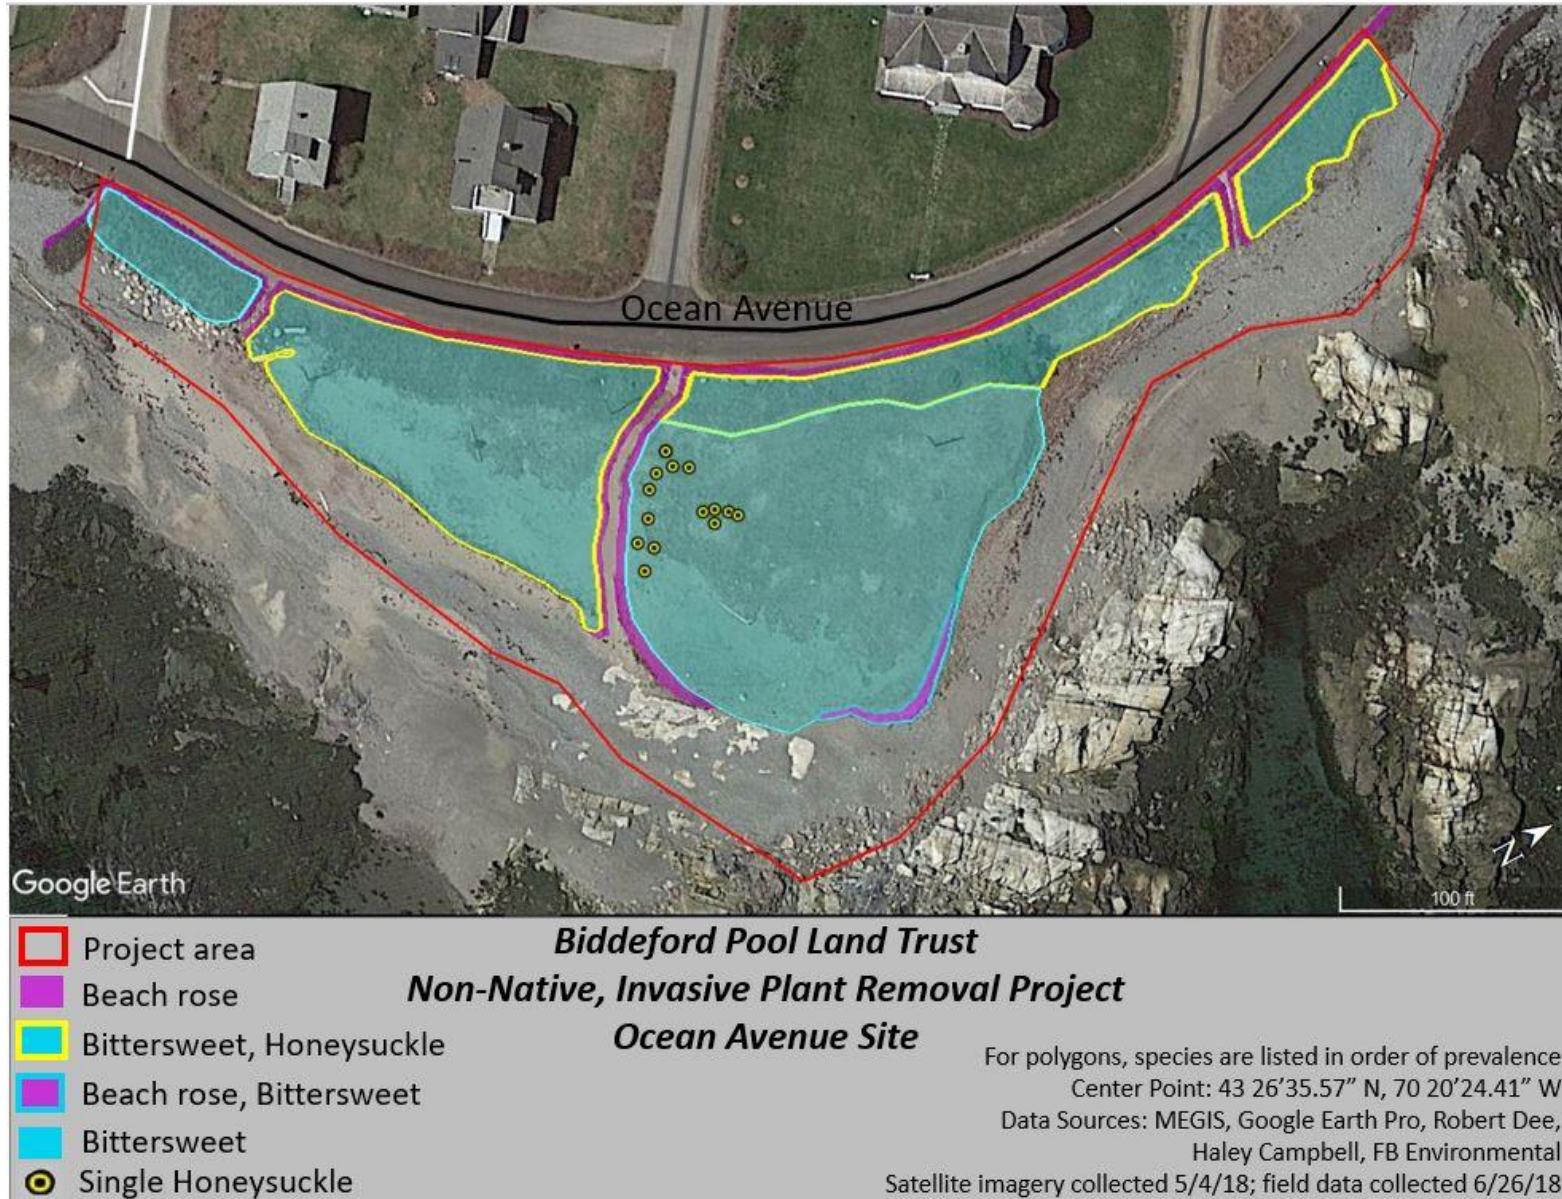 Ocean Avenue
N
Google Earth
100 ft
Project area
Beach rose
Bittersweet, Honeysuckle
Beach rose, Bittersweet
Bittersweet
Single Honeysuckle
Biddeford Pool Land Trust
Non-Native, Invasive Plant Removal Project
Ocean Avenue Site
For polygons, species are listed in order of prevalence
Center Point: 43 26’35.57” N, 70 20’24.41” W
Data Sources: MEGIS, Google Earth Pro, Robert Dee,
Haley Campbell, FB Environmental
Satellite imagery collected 5/4/18; field data collected 6/26/18